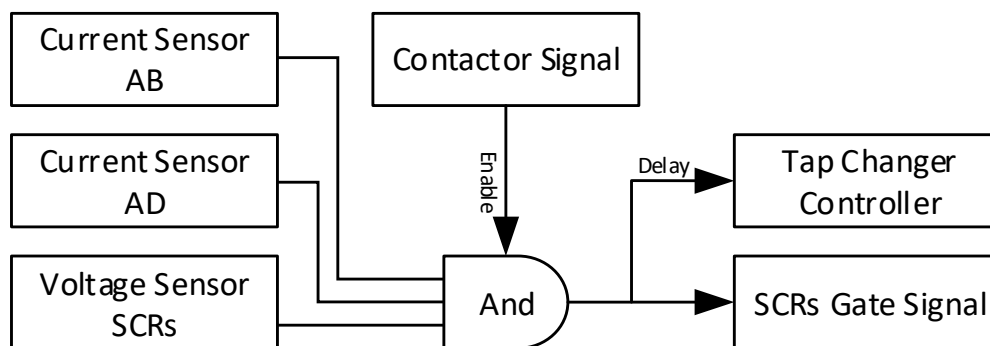 Current Sensor
AB
Contactor Signal
Current Sensor
AD
Enable
Delay
Tap Changer
Controller
Voltage Sensor
SCRs
And
SCRs Gate Signal